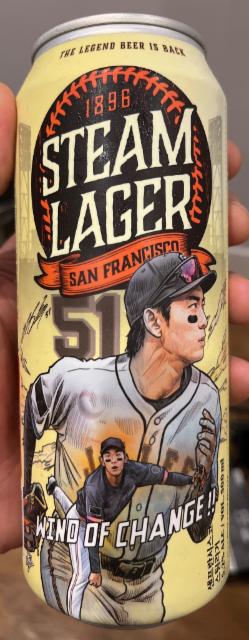 THE LEGEND BEER IS BACK
1896
STEAM
LAGER
SAN FRANCISCO
51
WIND OF CHANGE!!